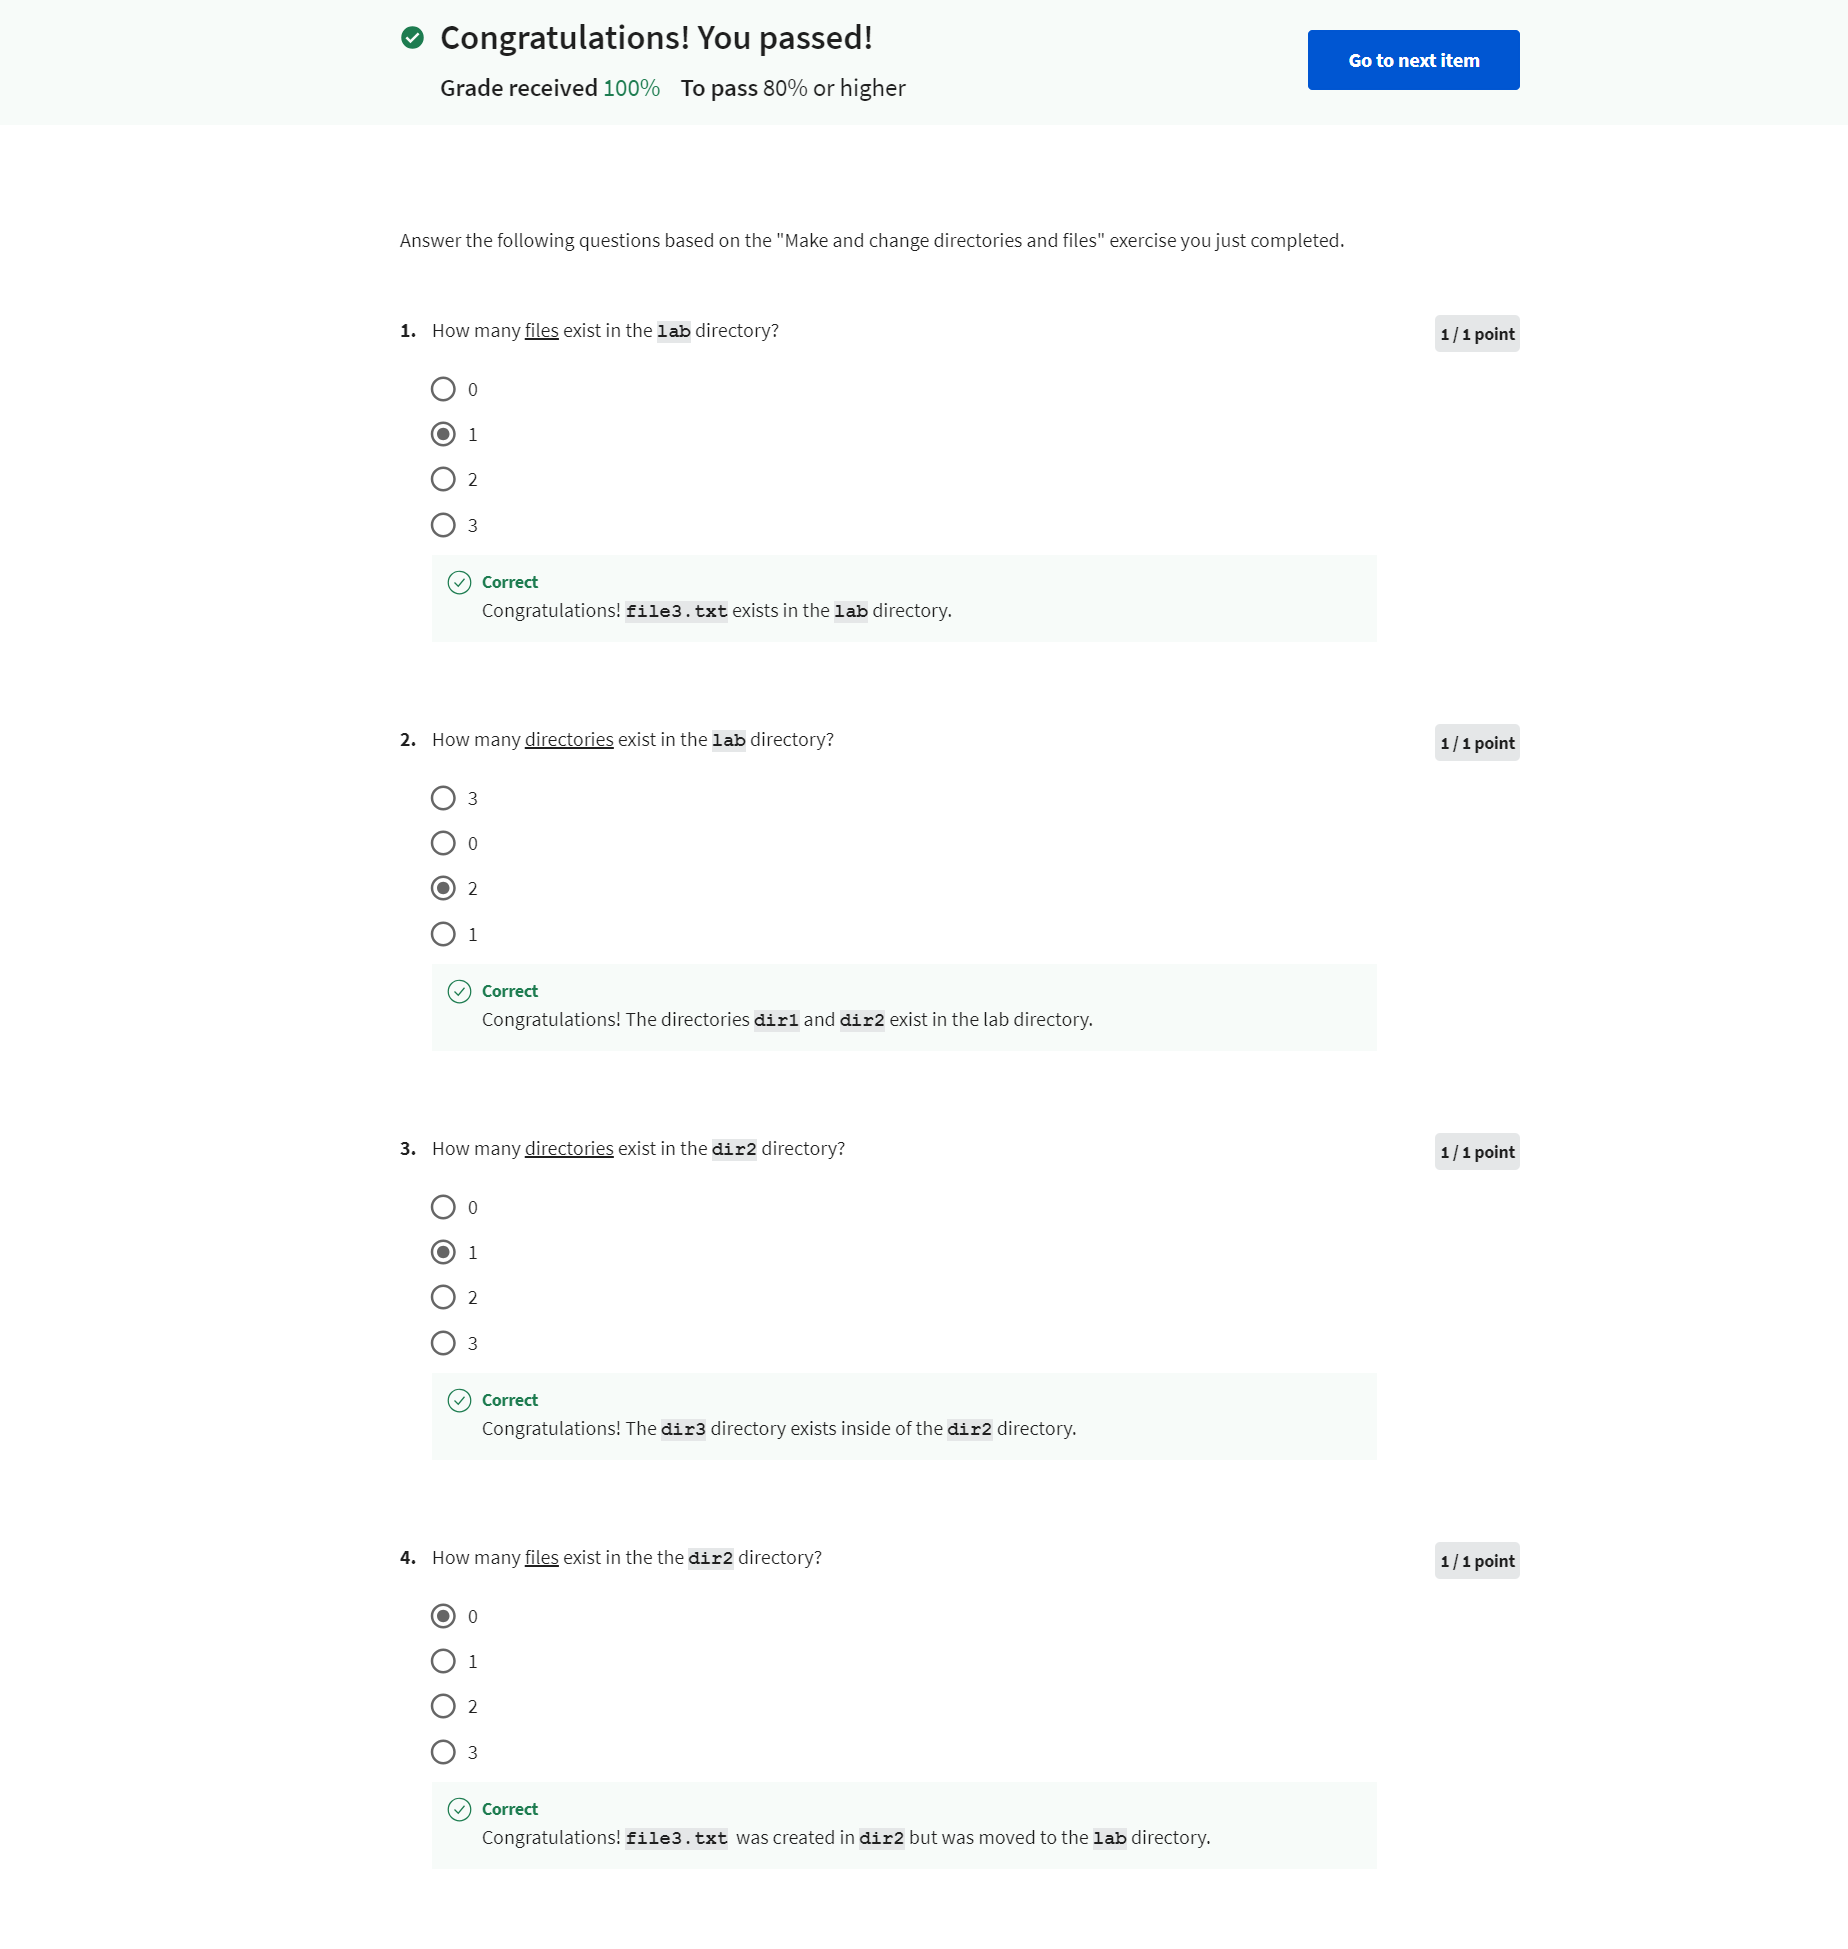 Congratulations! You passed!
Grade received 100% To pass 80% or higher
Go to next item
Answer the following questions based on the "Make and change directories and files" exercise you just completed.
1. How many files exist in the lab directory?
1 / 1 point
0
1
2
3
Correct
Congratulations! file3.txt exists in the lab directory.
2. How many directories exist in the lab directory?
1 / 1 point
3
0
2
1
Correct
Congratulations! The directories dir1 and dir2 exist in the lab directory.
3. How many directories exist in the dir2 directory?
1 / 1 point
0
1
2
3
Correct
Congratulations! The dir3 directory exists inside of the dir2 directory.
4. How many files exist in the the dir2 directory?
1 / 1 point
0
1
2
3
Correct
Congratulations! file3.txt was created in dir2 but was moved to the lab directory.